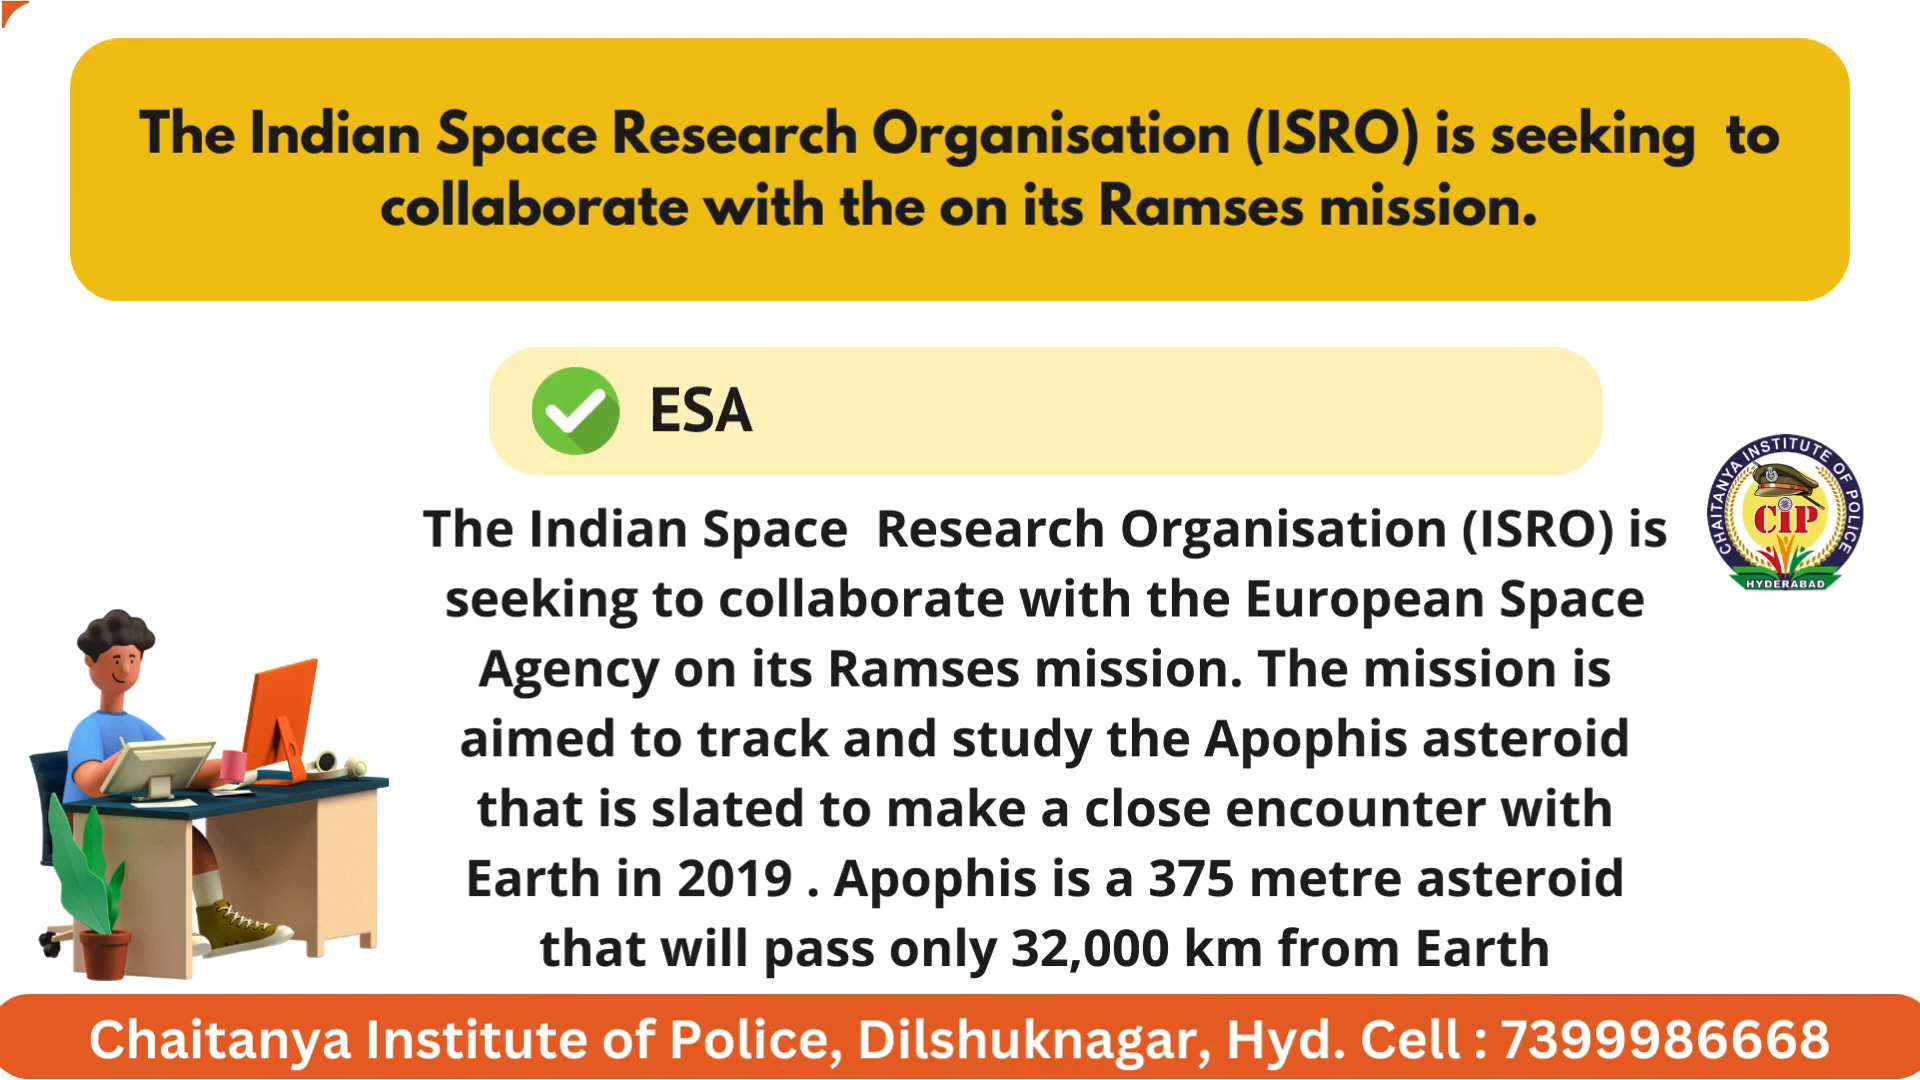 The Indian Space Research Organisation (ISRO) is seeking  to
collaborate with the on its Ramses mission.
ESA
The Indian Space  Research Organisation (ISRO) is
seeking to collaborate with the European Space
Agency on its Ramses mission. The mission is
aimed to track and study the Apophis asteroid
that is slated to make a close encounter with
Earth in 2019 . Apophis is a 375 metre asteroid
that will pass only 32,000 km from Earth
CHAITANYA INSTITUTE OF POLICE
CIP
HYDERABAD
Chaitanya Institute of Police, Dilshuknagar, Hyd. Cell : 7399986668